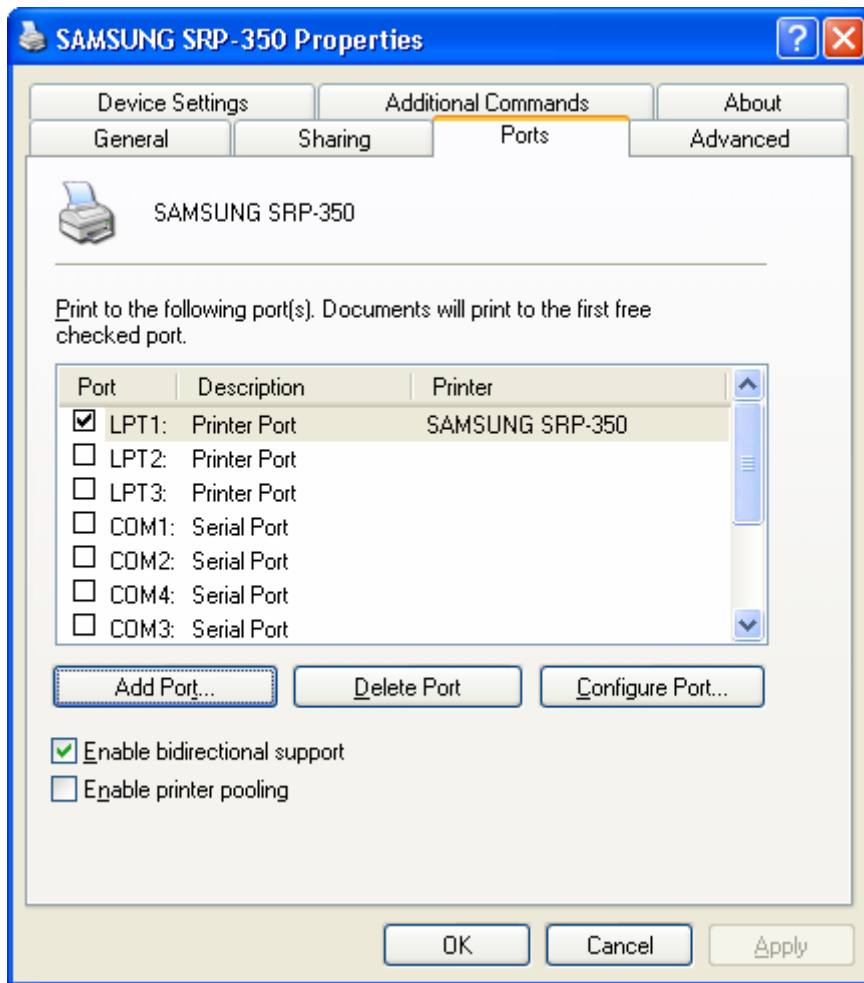 SAMSUNG SRP-350 Properties
Device Settings Additional Commands About
General Sharing Ports Advanced
SAMSUNG SRP-350
Print to the following port(s). Documents will print to the first free
checked port.
Port Description Printer
LPT1: Printer Port SAMSUNG SRP-350
LPT2: Printer Port
LPT3: Printer Port
COM1: Serial Port
COM2: Serial Port
COM4: Serial Port
COM3: Serial Port
Add Port... Delete Port Configure Port...
Enable bidirectional support
Enable printer pooling
OK Cancel Apply